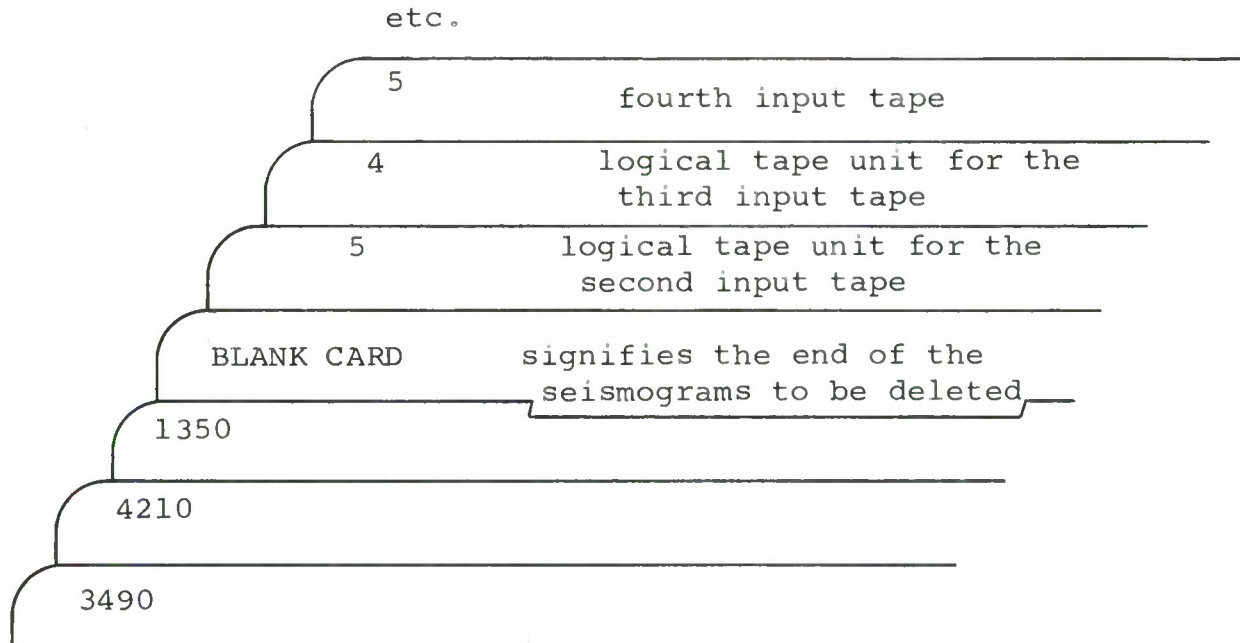 etc.
5 fourth input tape
4 logical tape unit for the
third input tape
5 logical tape unit for the
second input tape
BLANK CARD signifies the end of the
seismograms to be deleted
1350
4210
3490